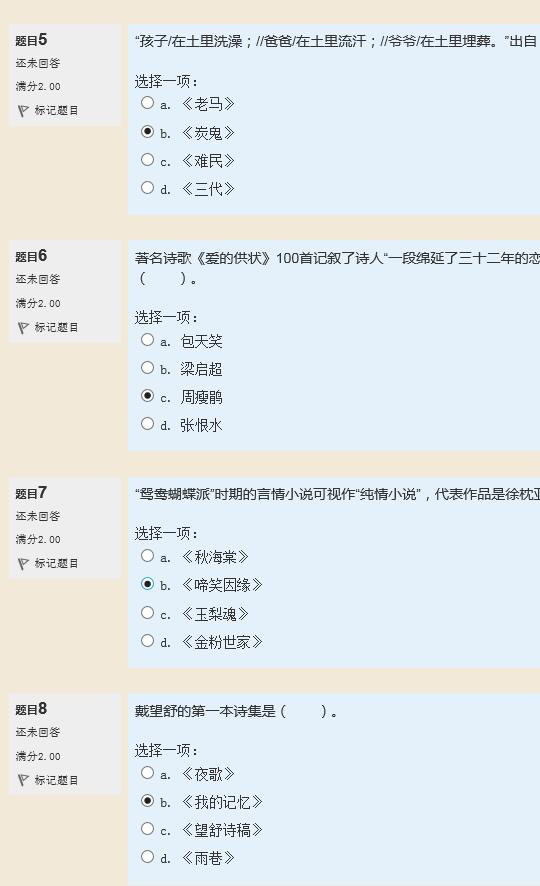 题目5
还未回答
满分2.00
标记题目
“孩子/在土里洗澡；//爸爸/在土里流汗；//爷爷/在土里埋葬。”出自
选择一项：
a. 《老马》
b. 《炭鬼》
c. 《难民》
d. 《三代》
题目6
还未回答
满分2.00
标记题目
著名诗歌《爱的供状》100首记叙了诗人“一段绵延了三十二年的恋
（　　）。
选择一项：
a. 包天笑
b. 梁启超
c. 周瘦鹃
d. 张恨水
题目7
还未回答
满分2.00
标记题目
“鸳鸯蝴蝶派”时期的言情小说可视作“纯情小说”，代表作品是徐枕亚
选择一项：
a. 《秋海棠》
b. 《啼笑因缘》
c. 《玉梨魂》
d. 《金粉世家》
题目8
还未回答
满分2.00
标记题目
戴望舒的第一本诗集是（　　）。
选择一项：
a. 《夜歌》
b. 《我的记忆》
c. 《望舒诗稿》
d. 《雨巷》